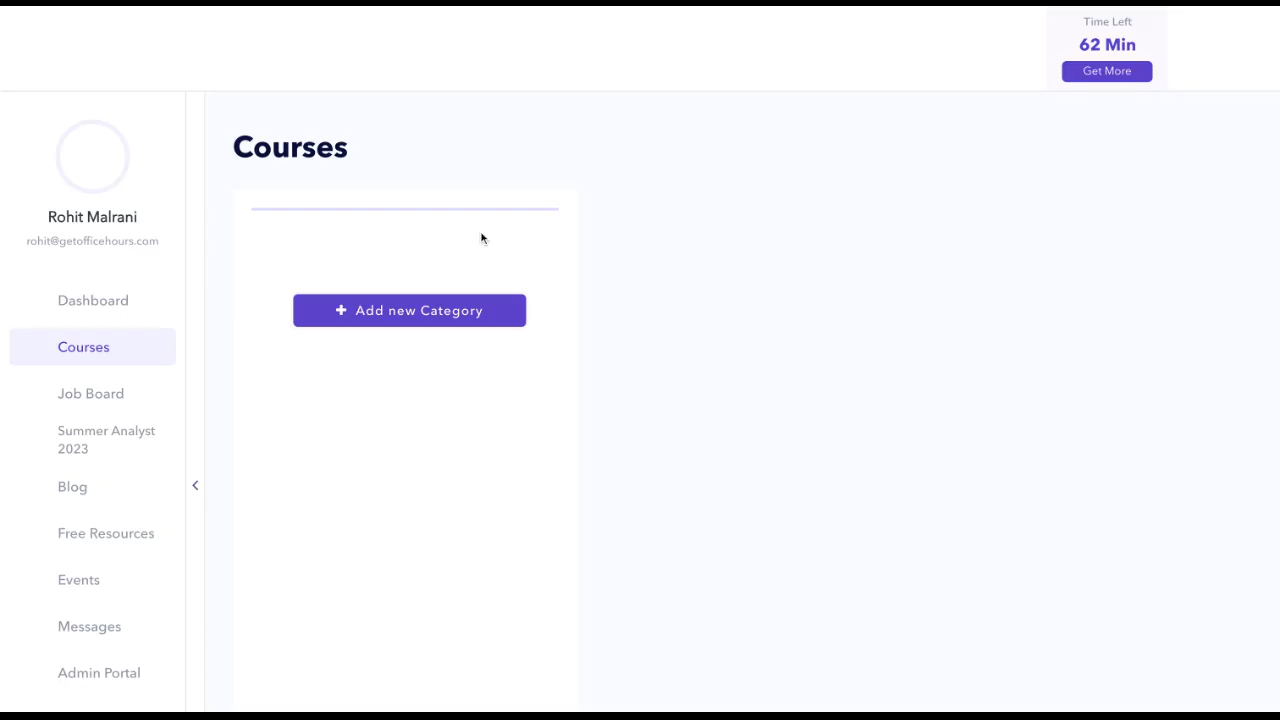 Time Left
62 Min
Get More
Rohit Malrani
rohit@getofficehours.com
Dashboard
Courses
Job Board
Summer Analyst
2023
Blog
Free Resources
Events
Messages
Admin Portal
Courses
Add new Category